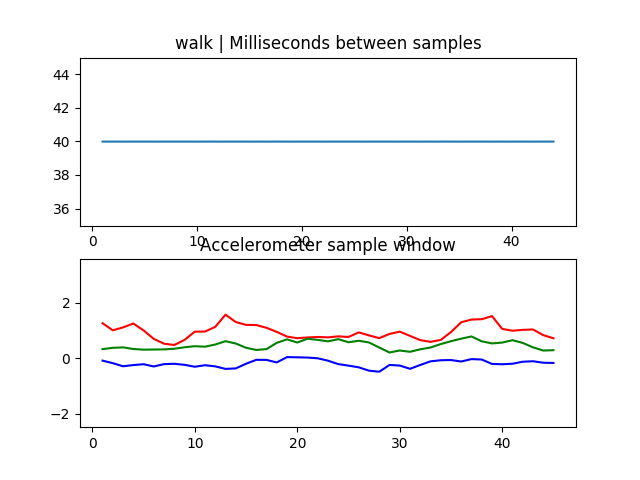 walk | Milliseconds between samples
44
42
40
38
36
0 10 20 30 40
Accelerometer sample window
2
0
−2
0 10 20 30 40